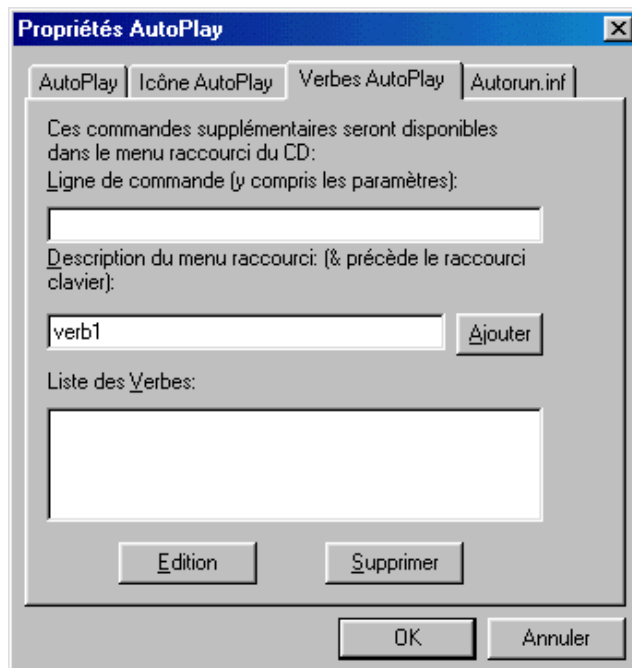 Propriétés AutoPlay
AutoPlay Icône AutoPlay Verbes AutoPlay Autorun.inf
Ces commandes supplémentaires seront disponibles
dans le menu raccourci du CD:
Ligne de commande (y compris les paramètres):
Description du menu raccourci: (& précède le raccourci
clavier):
verb1
Ajouter
Liste des Verbes:
Edition Supprimer
OK Annuler